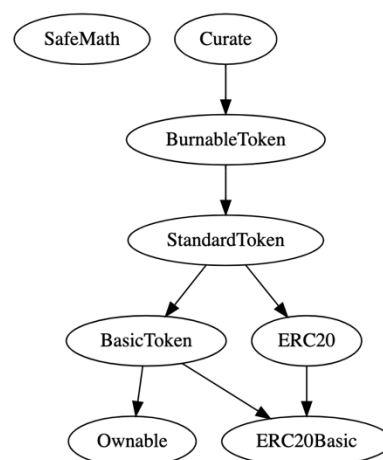 SafeMath
Curate
BurnableToken
StandardToken
BasicToken
ERC20
Ownable
ERC20Basic